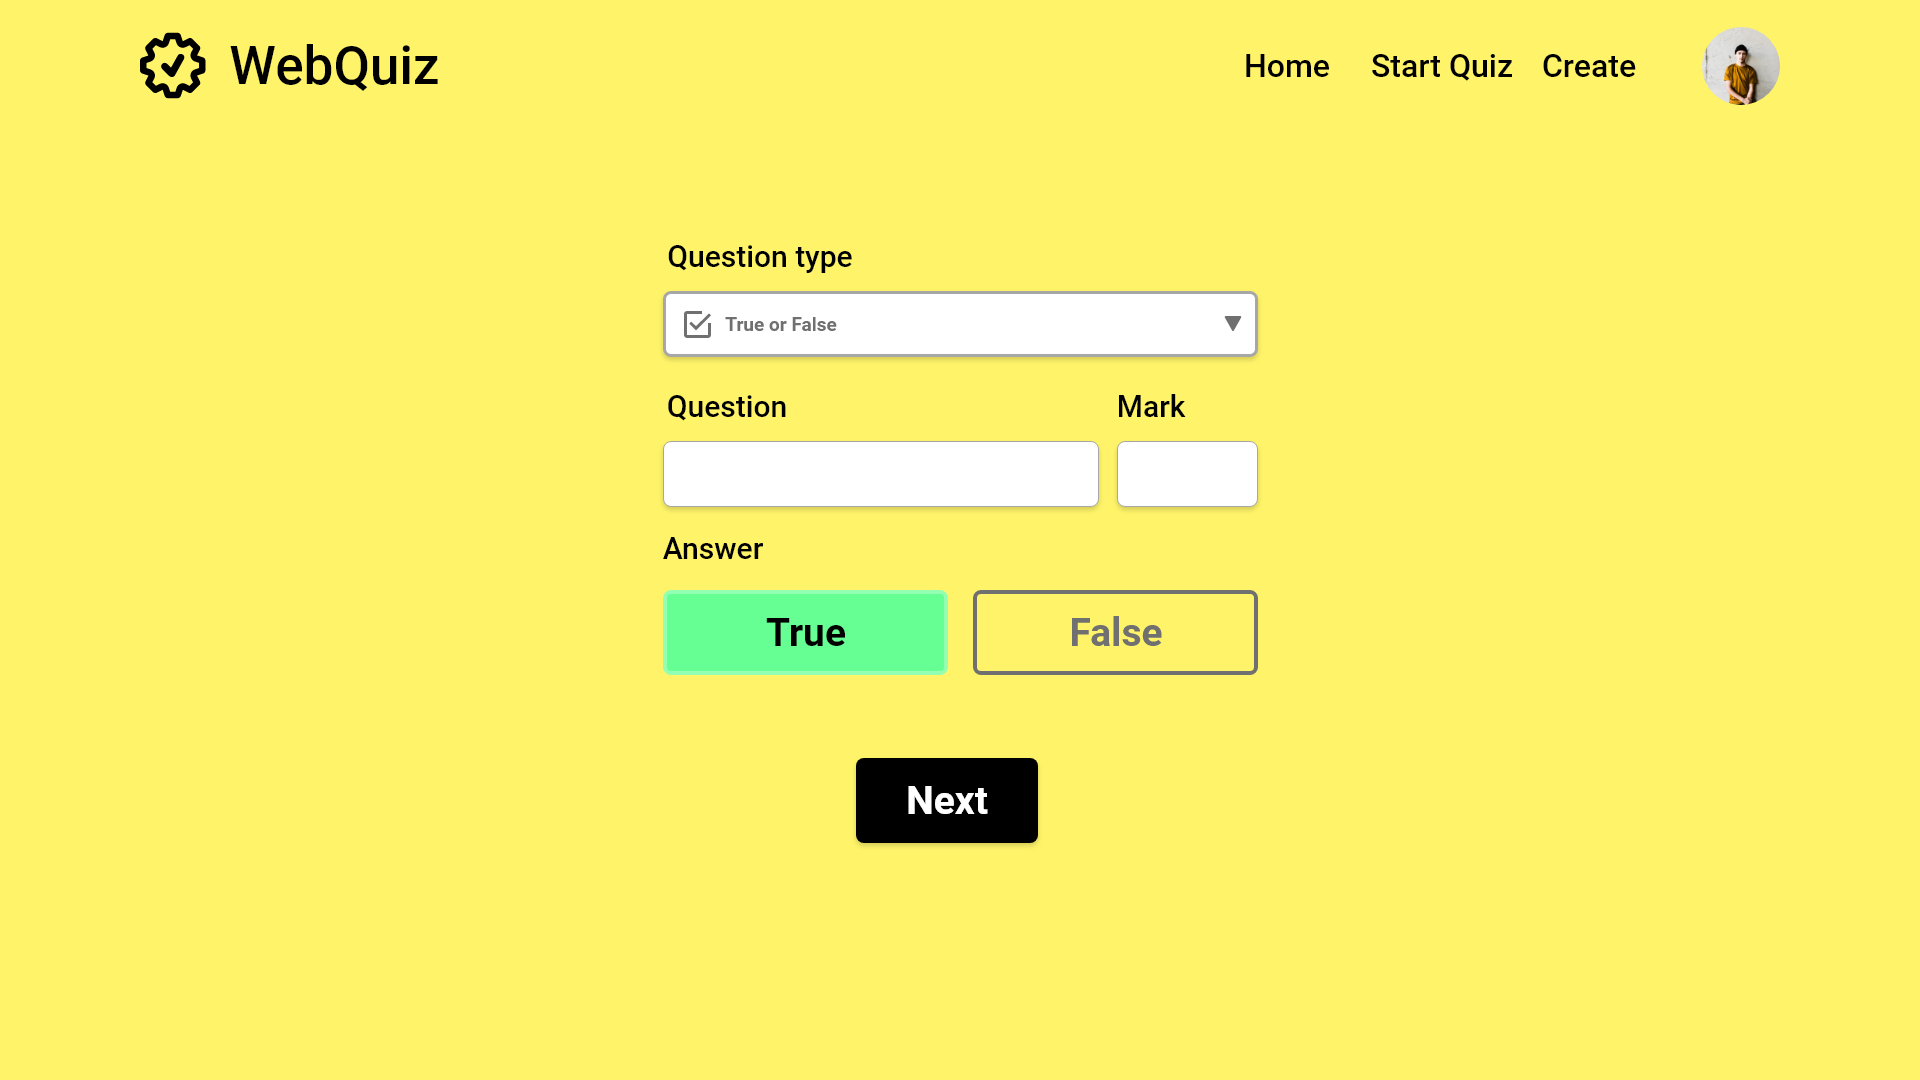 WebQuiz
Home Start Quiz Create
Question type
True or False
Question Mark
Answer
True False
Next